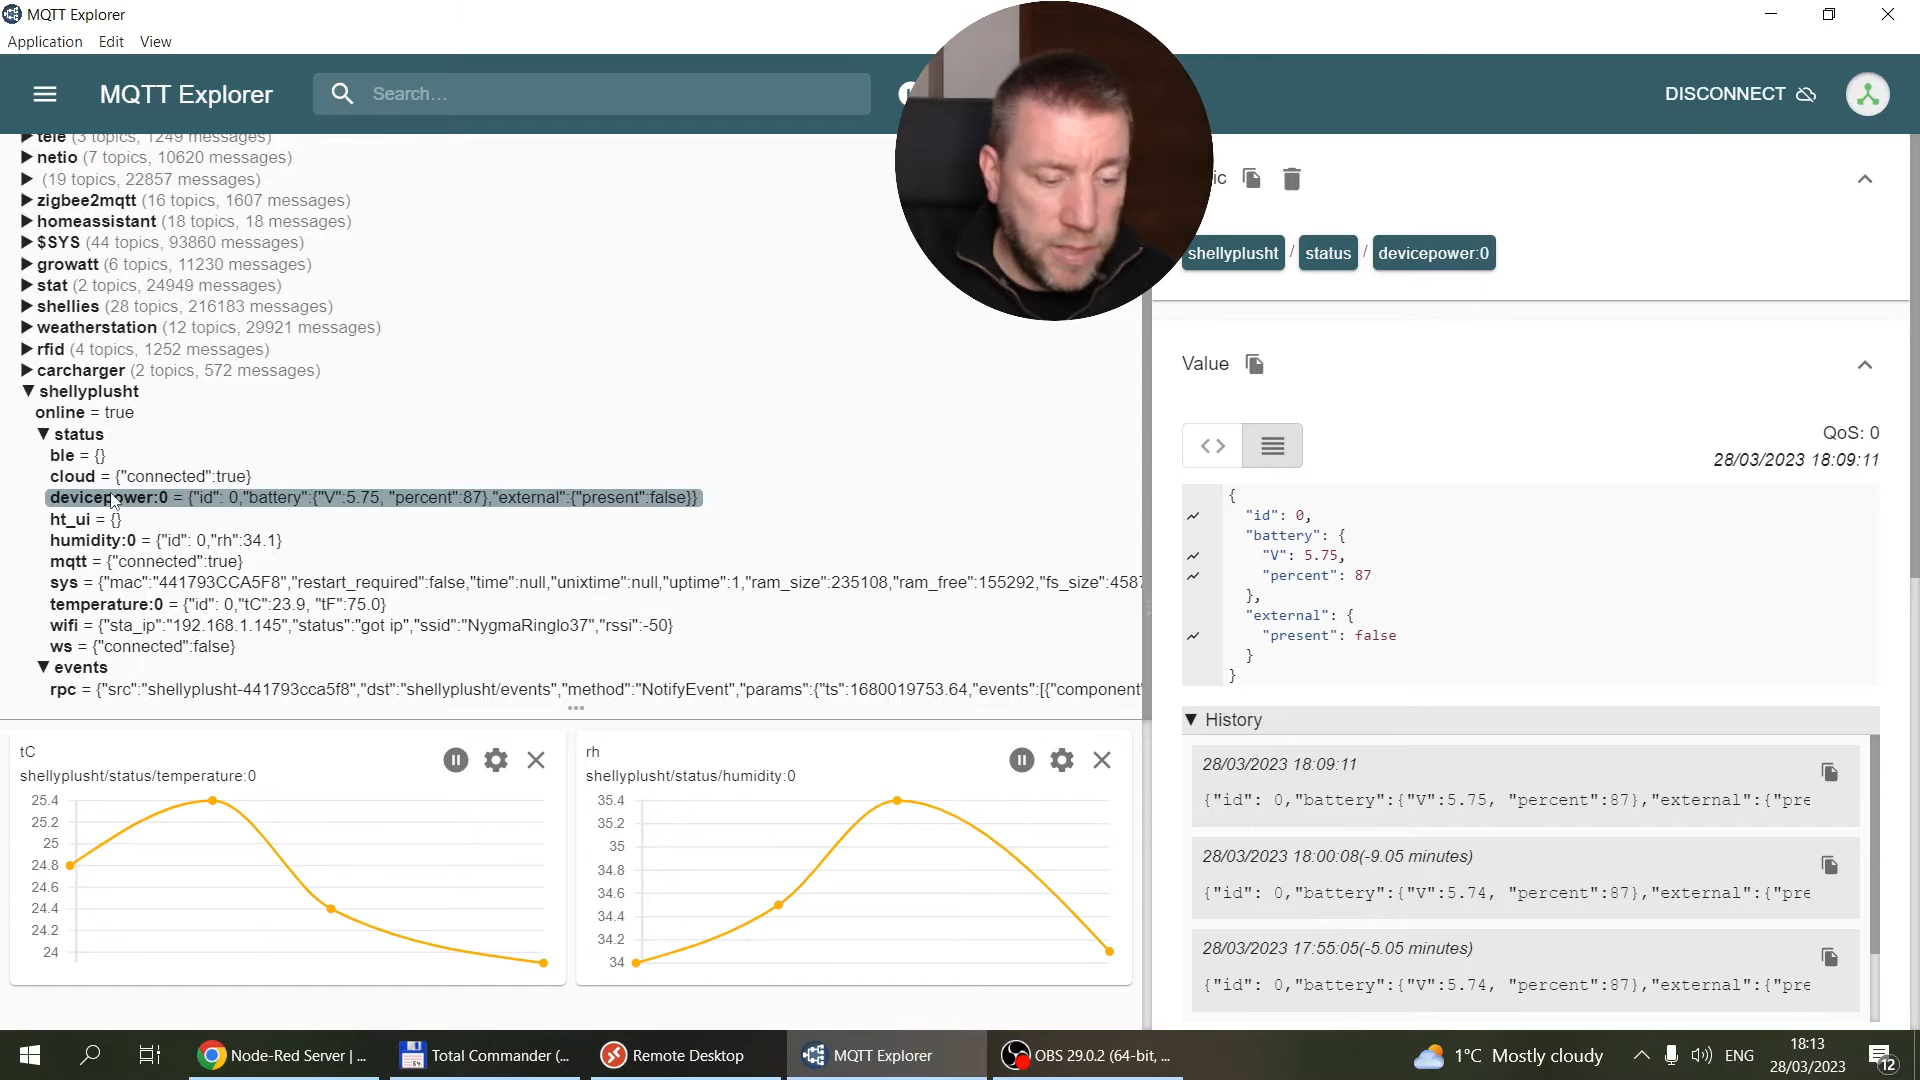 MQTT Explorer
Application Edit View
MQTT Explorer
Search...
DISCONNECT
tele (3 topics, 1249 messages)
netio (7 topics, 10620 messages)
(19 topics, 22857 messages)
zigbee2mqtt (16 topics, 1607 messages)
homeassistant (18 topics, 18 messages)
$SYS (44 topics, 93860 messages)
growatt (6 topics, 11230 messages)
stat (2 topics, 24949 messages)
shellies (28 topics, 216183 messages)
weatherstation (12 topics, 29921 messages)
rfid (4 topics, 1252 messages)
carcharger (2 topics, 572 messages)
shellyplusht
online = true
status
ble = {}
cloud = {"connected":true}
devicepower:0 = {"id": 0,"battery":{"V":5.75, "percent":87},"external":{"present":false}}
ht_ui = {}
humidity:0 = {"id": 0,"rh":34.1}
mqtt = {"connected":true}
sys = {"mac":"441793CCA5F8","restart_required":false,"time":null,"unixtime":null,"uptime":1,"ram_size":235108,"ram_free":155292,"fs_size":4587
temperature:0 = {"id": 0,"tC":23.9, "tF":75.0}
wifi = {"sta_ip":"192.168.1.145","status":"got ip","ssid":"NygmaRinglo37","rssi":-50}
ws = {"connected":false}
events
rpc = {"src":"shellyplusht-441793cca5f8","dst":"shellyplusht/events","method":"NotifyEvent","params":{"ts":1680019753.64,"events":[{"component"
tC
shellyplusht/status/temperature:0
25.4
25.2
25
24.8
24.6
24.4
24.2
24
rh
shellyplusht/status/humidity:0
35.4
35.2
35
34.8
34.6
34.4
34.2
34
ic
shellyplusht / status / devicepower:0
Value
QoS: 0
28/03/2023 18:09:11
{
"id": 0,
"battery": {
"V": 5.75,
"percent": 87
},
"external": {
"present": false
}
}
History
28/03/2023 18:09:11
{"id": 0,"battery":{"V":5.75, "percent":87},"external":{"pre
28/03/2023 18:00:08(-9.05 minutes)
{"id": 0,"battery":{"V":5.74, "percent":87},"external":{"pre
28/03/2023 17:55:05(-5.05 minutes)
{"id": 0,"battery":{"V":5.74, "percent":87},"external":{"pre
Node-Red Server | ...
Total Commander (...
Remote Desktop
MQTT Explorer
OBS 29.0.2 (64-bit, ...
1°C Mostly cloudy
ENG
18:13
28/03/2023
12